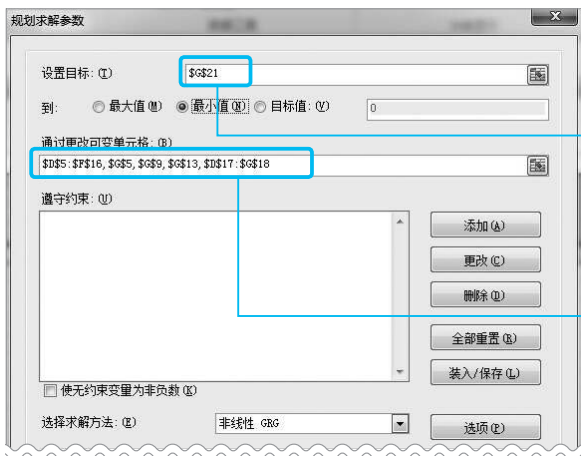 规划求解参数
设置目标: (T) $G$21
到: 最大值(M) 最小值(N) 目标值: (V) 0
通过更改可变单元格: (B)
$D$5:$F$16,$G$5,$G$9,$G$13,$D$17:$G$18
遵守约束: (U)
添加(A)
更改(C)
删除(D)
全部重置(R)
装入/保存(L)
使无约束变量为非负数(K)
选择求解方法: (E) 非线性 GRG 选项(P)